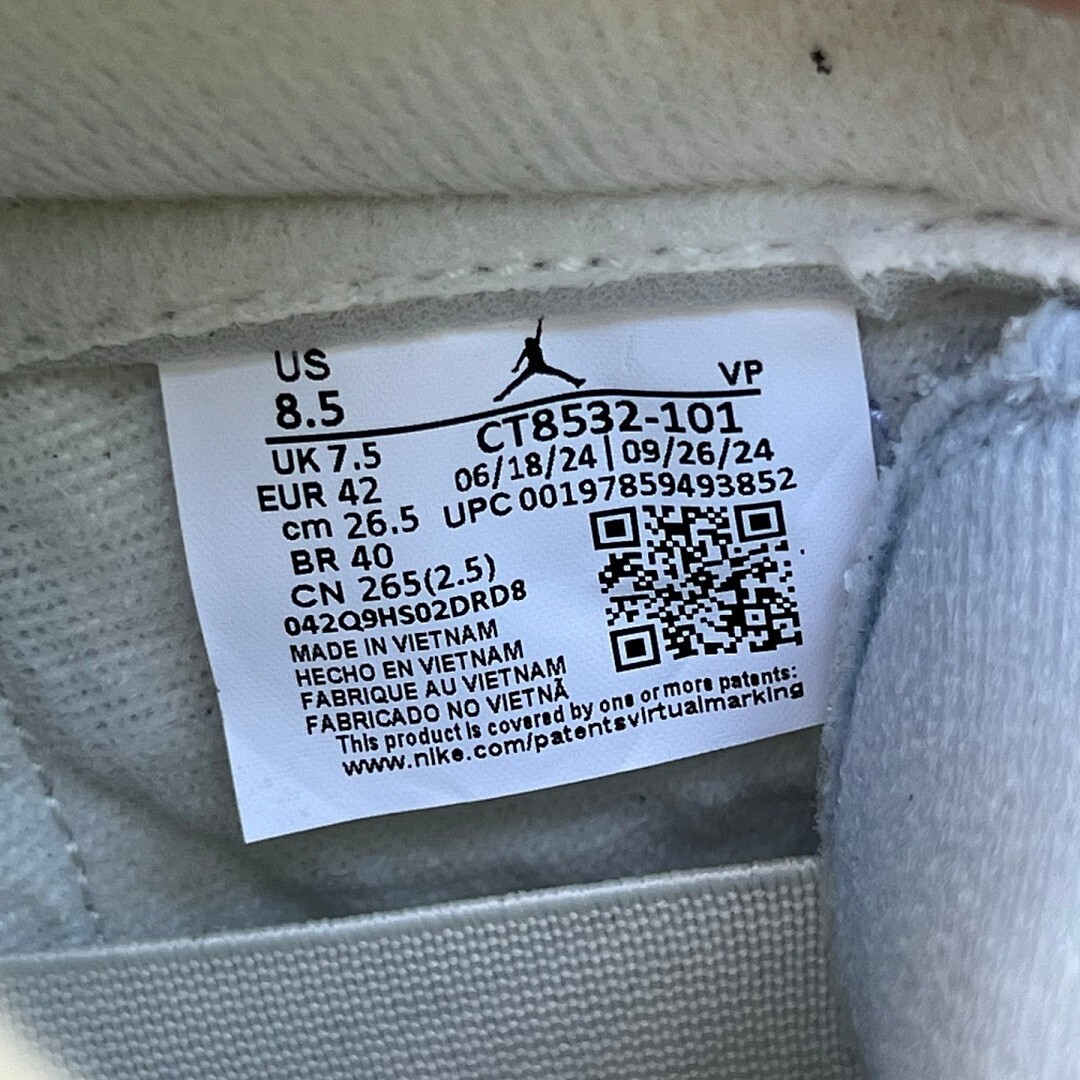 US
8.5
VP
CT8532-101
UK 7.5
06/18/24 | 09/26/24
EUR 42
UPC 00197859493852
cm 26.5
BR 40
CN 265(2.5)
042Q9HS02DRD8
MADE IN VIETNAM
HECHO EN VIETNAM
FABRIQUE AU VIETNAM
FABRICADO NO VIETNÃ
This product is covered by one or more patents:
www.nike.com/patentsvirtualmarking